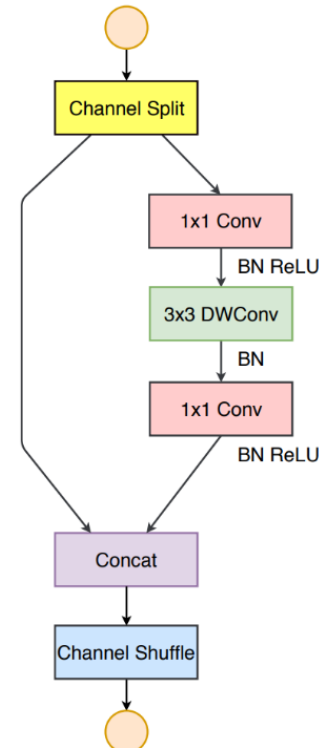 Channel Split
1x1 Conv
BN ReLU
3x3 DWConv
BN
1x1 Conv
BN ReLU
Concat
Channel Shuffle